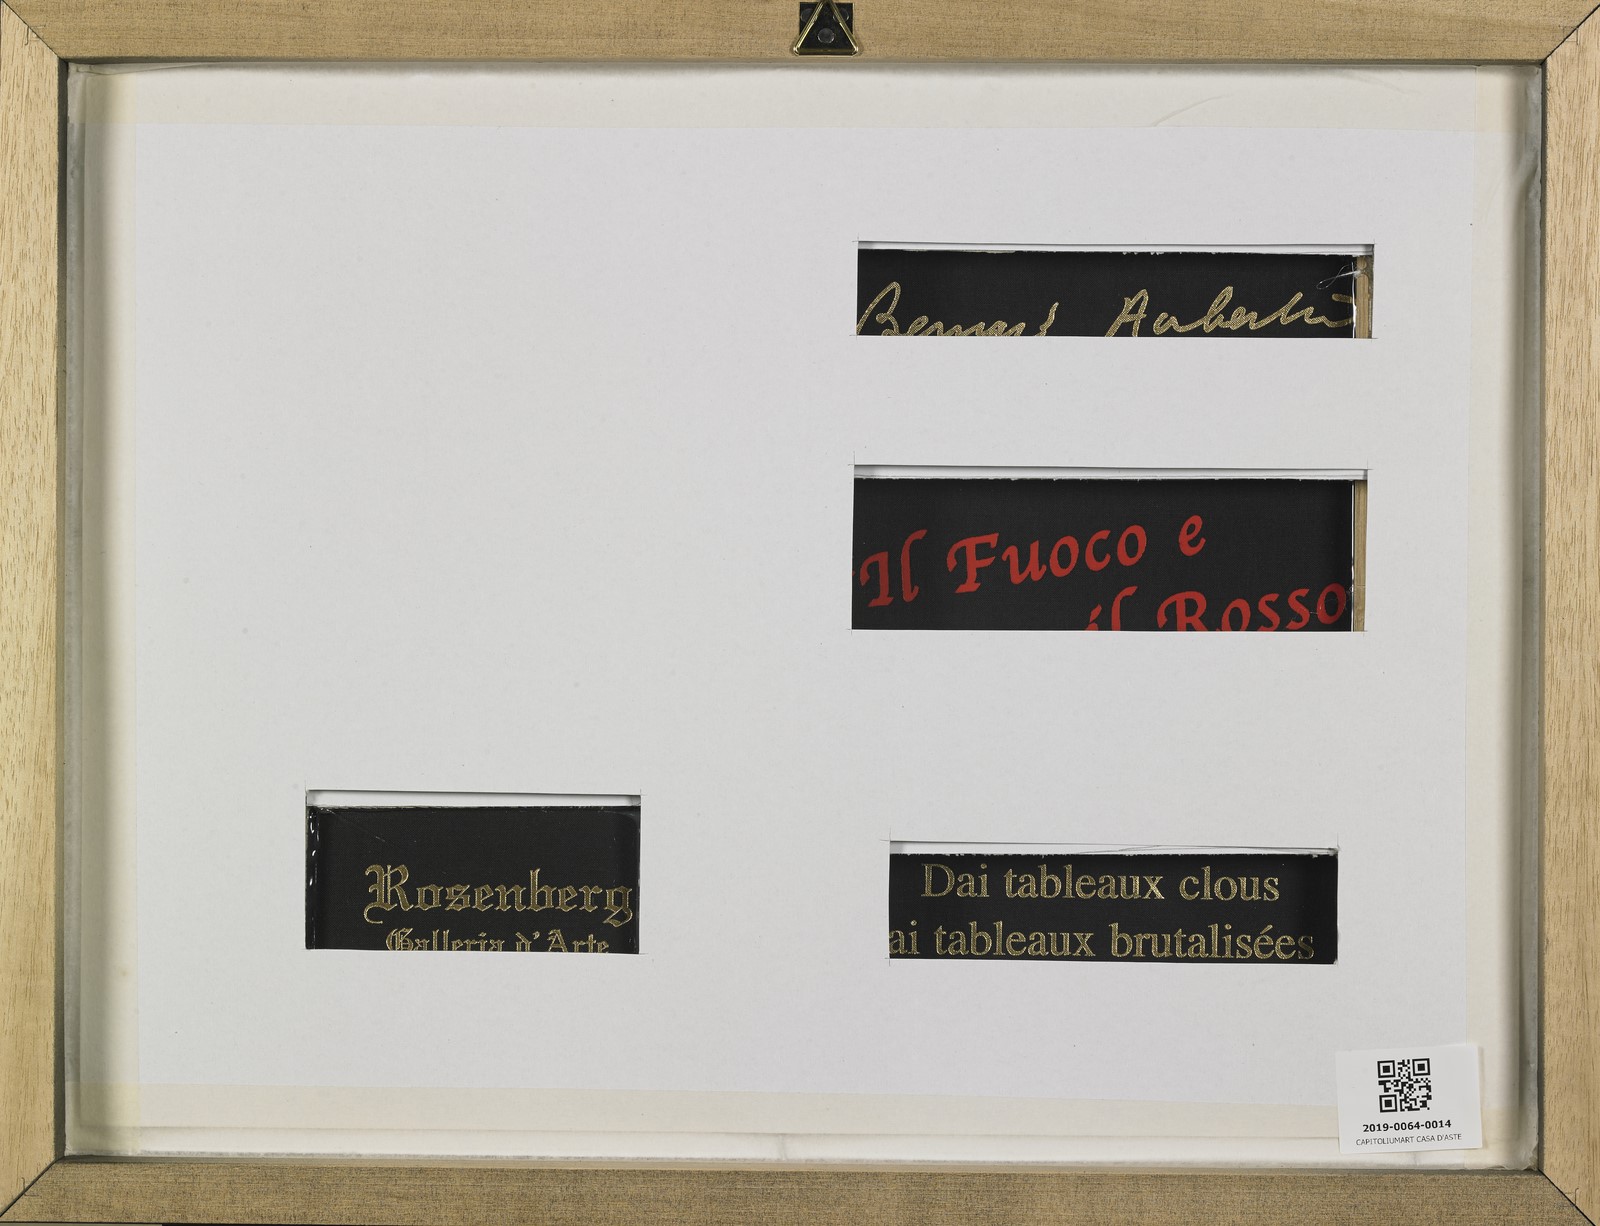 Bernard Aubertin
Il Fuoco e
il Rosso
Rosenberg
Galleria d'Arte
Dai tableaux clous
ai tableaux brutalisées
2019-0064-0014
CAPITOLIUMART CASA D'ASTE